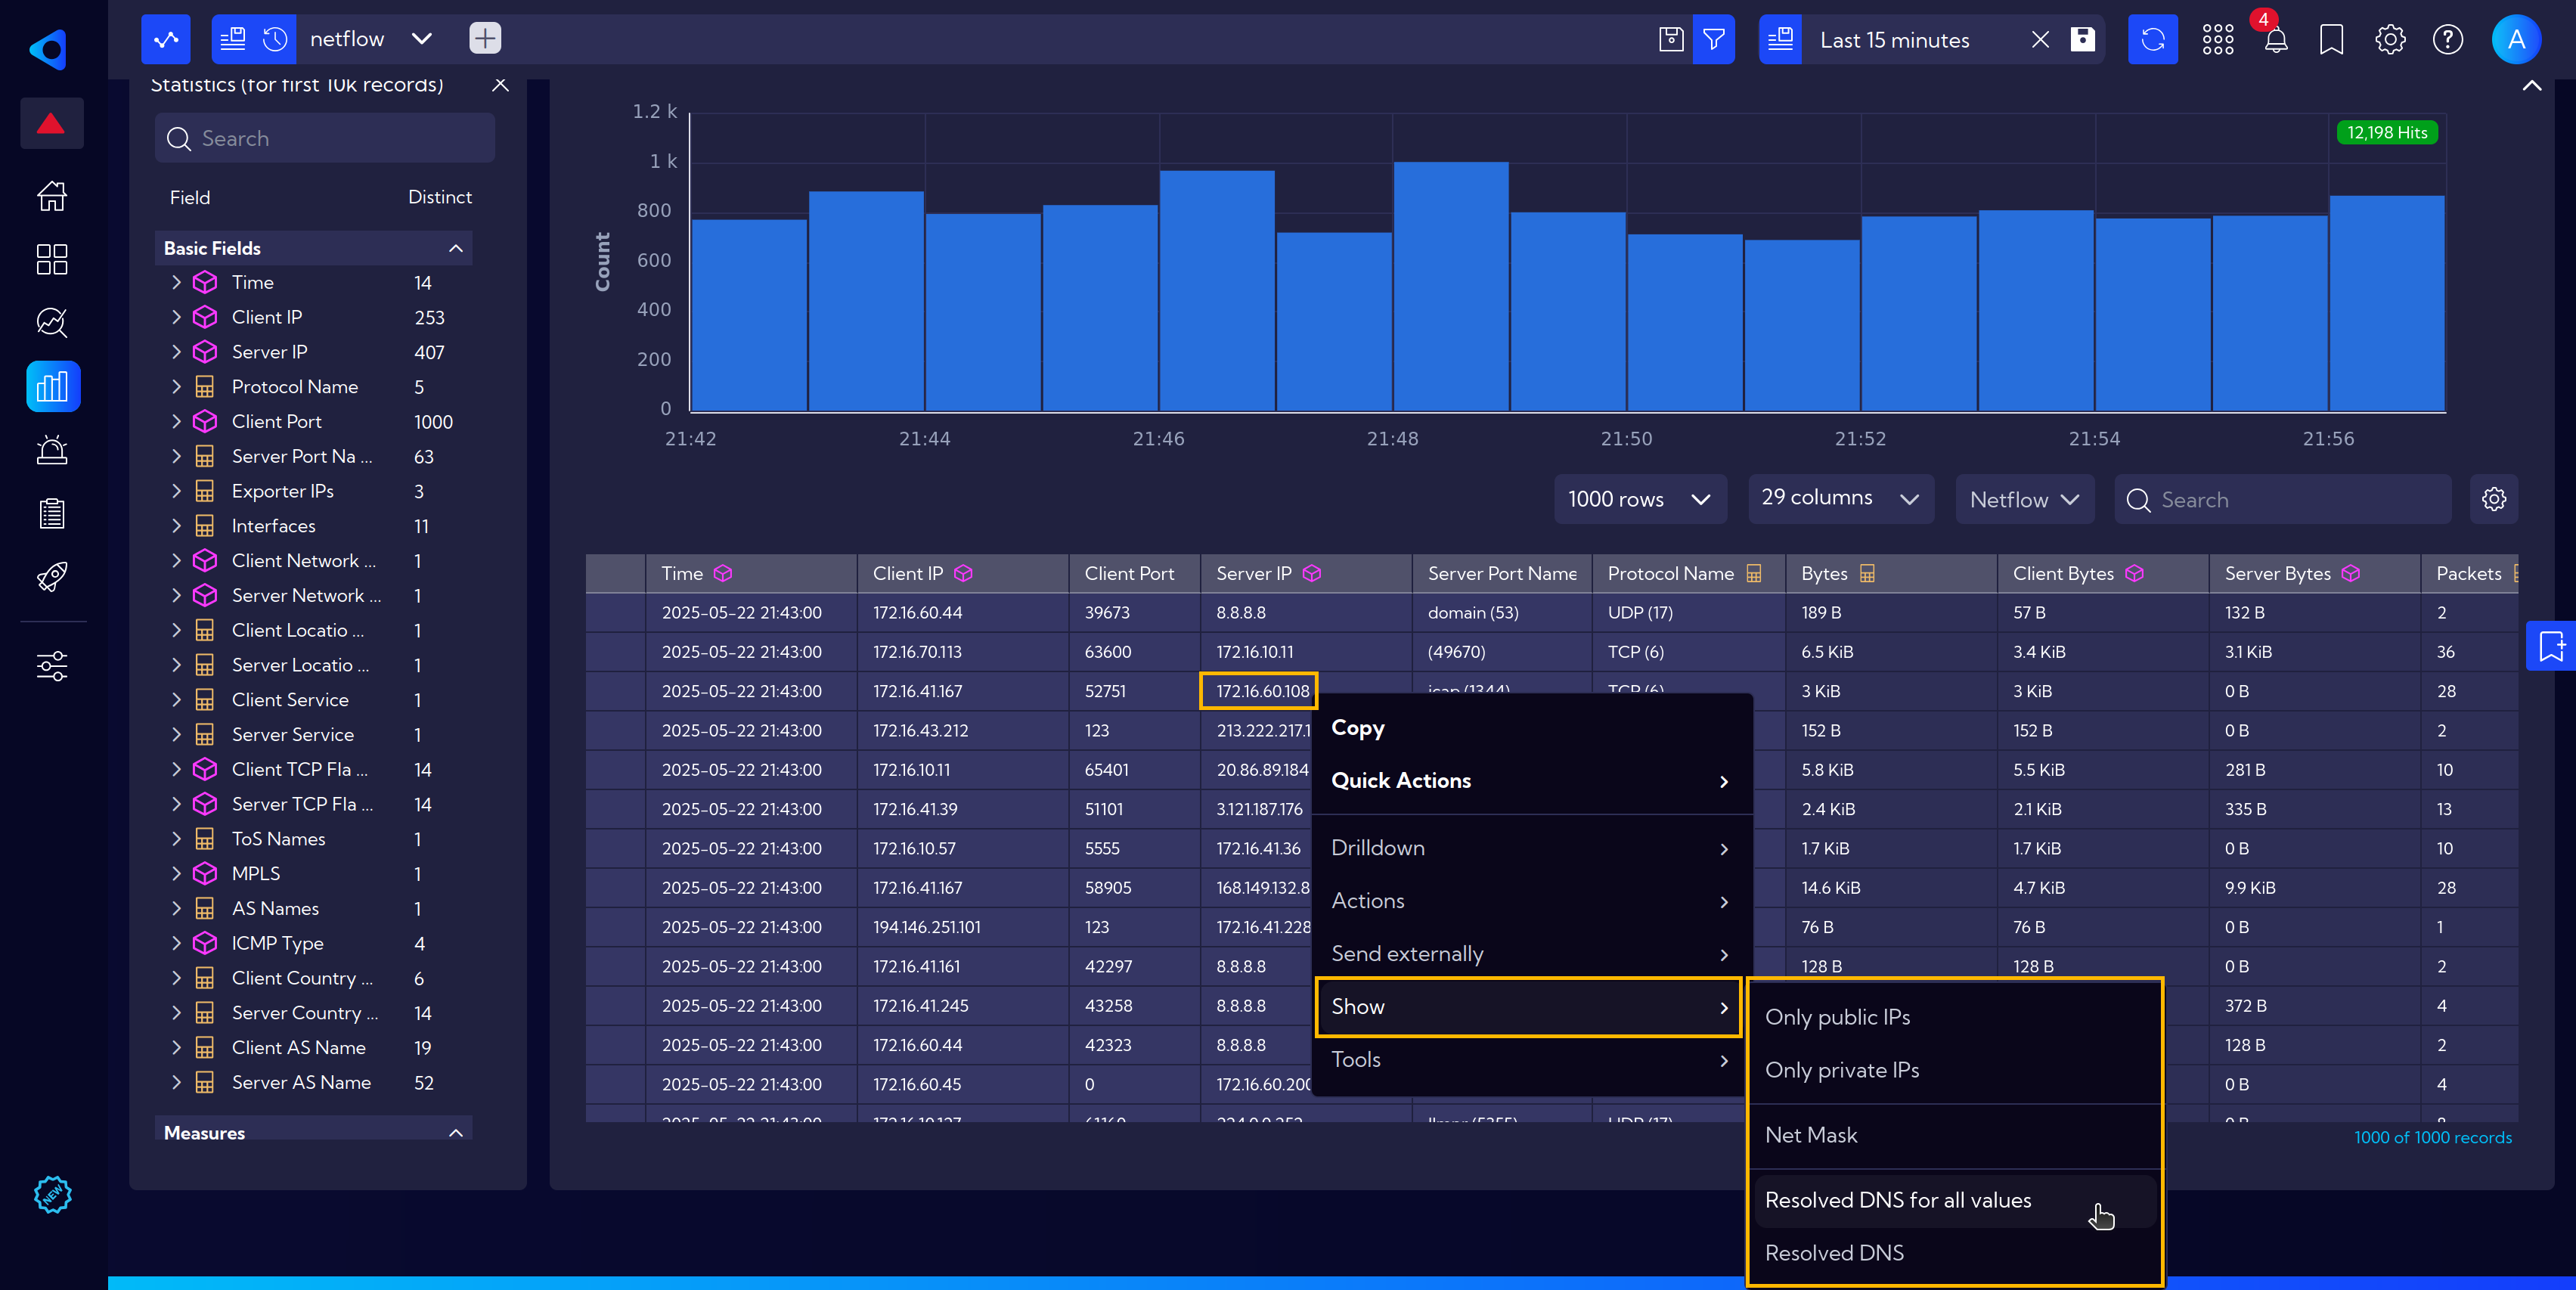 netflow
Last 15 minutes
4
A
Statistics (for first 10k records)
Search
Field Distinct
Basic Fields
Time 14
Client IP 253
Server IP 407
Protocol Name 5
Client Port 1000
Server Port Na ... 63
Exporter IPs 3
Interfaces 11
Client Network ... 1
Server Network ... 1
Client Locatio ... 1
Server Locatio ... 1
Client Service 1
Server Service 1
Client TCP Fla ... 14
Server TCP Fla ... 14
ToS Names 1
MPLS 1
AS Names 1
ICMP Type 4
Client Country ... 6
Server Country ... 14
Client AS Name 19
Server AS Name 52
Measures
NEW
1.2 k
1 k
800
600
400
200
0
Count
12,198 Hits
21:42 21:44 21:46 21:48 21:50 21:52 21:54 21:56
1000 rows 29 columns Netflow Search
Time Client IP Client Port Server IP Server Port Name Protocol Name Bytes Client Bytes Server Bytes Packets
2025-05-22 21:43:00 172.16.60.44 39673 8.8.8.8 domain (53) UDP (17) 189 B 57 B 132 B 2
2025-05-22 21:43:00 172.16.70.113 63600 172.16.10.11 (49670) TCP (6) 6.5 KiB 3.4 KiB 3.1 KiB 36
2025-05-22 21:43:00 172.16.41.167 52751 172.16.60.108 icap (1344) TCP (6) 3 KiB 3 KiB 0 B 28
2025-05-22 21:43:00 172.16.43.212 123 213.222.217.1 152 B 152 B 0 B 2
2025-05-22 21:43:00 172.16.10.11 65401 20.86.89.184 5.8 KiB 5.5 KiB 281 B 10
2025-05-22 21:43:00 172.16.41.39 51101 3.121.187.176 2.4 KiB 2.1 KiB 335 B 13
2025-05-22 21:43:00 172.16.10.57 5555 172.16.41.36 1.7 KiB 1.7 KiB 0 B 10
2025-05-22 21:43:00 172.16.41.167 58905 168.149.132.8 14.6 KiB 4.7 KiB 9.9 KiB 28
2025-05-22 21:43:00 194.146.251.101 123 172.16.41.228 76 B 76 B 0 B 1
2025-05-22 21:43:00 172.16.41.161 42297 8.8.8.8 128 B 128 B 0 B 2
2025-05-22 21:43:00 172.16.41.245 43258 8.8.8.8 372 B 4
2025-05-22 21:43:00 172.16.60.44 42323 8.8.8.8 128 B 2
2025-05-22 21:43:00 172.16.60.45 0 172.16.60.200 0 B 4
Copy
Quick Actions
Drilldown
Actions
Send externally
Show
Tools
Only public IPs
Only private IPs
Net Mask
Resolved DNS for all values
Resolved DNS
1000 of 1000 records